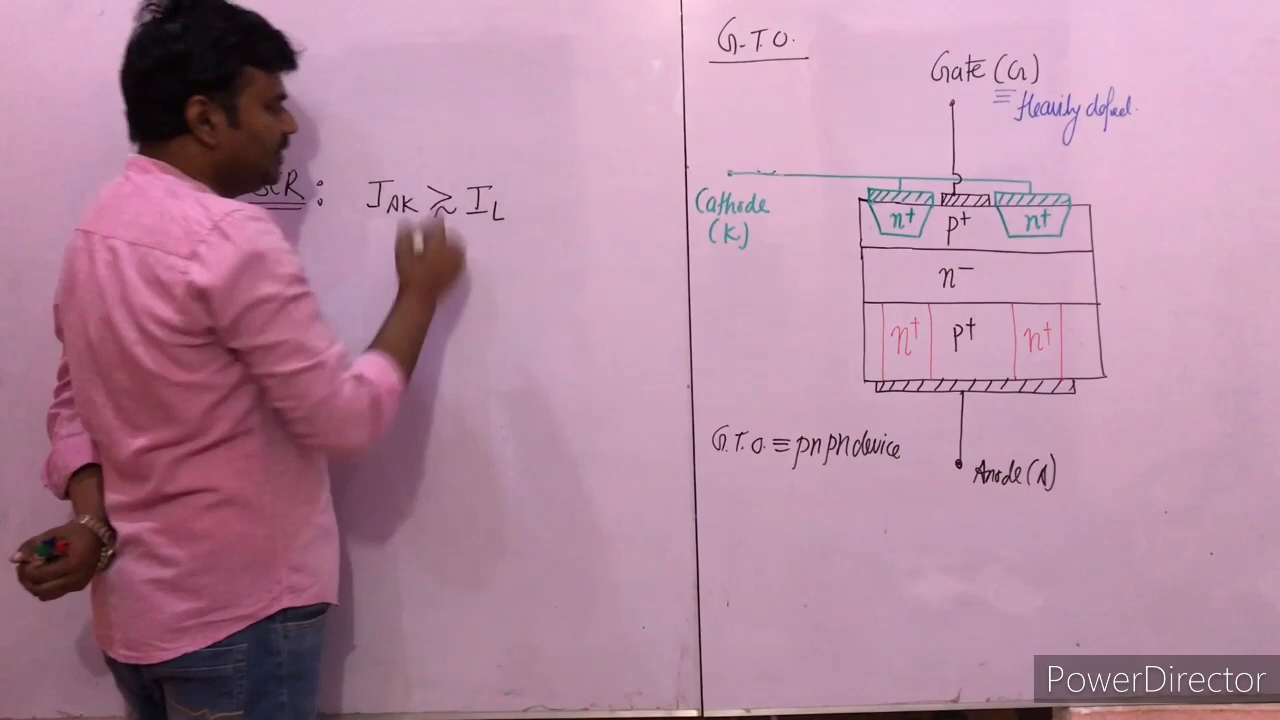 SCR : IAK ≥ IL
G.T.O.
Gate (G)
≡ Heavily doped.
Cathode
(K)
n+ p+ n+
n−
n+ p+ n+
G.T.O. ≡ pnpn device
Anode (A)
PowerDirector